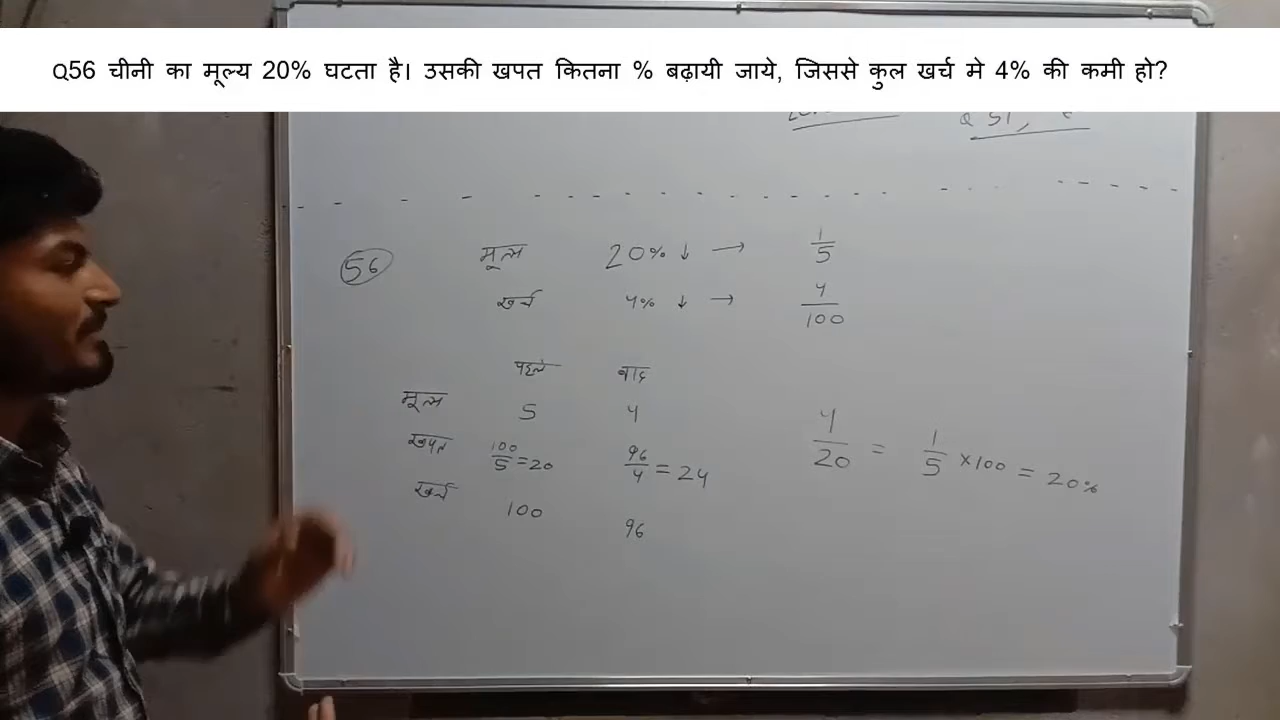 Q56 चीनी का मूल्य 20% घटता है। उसकी खपत कितना % बढ़ायी जाये, जिससे कुल खर्च मे 4% की कमी हो?
Q 51,
56 मूल्य 20% ↓ → 1/5
खर्च 4% ↓ → 4/100
पहले बाद
मूल्य 5 4
खपत 100/5 = 20 96/4 = 24
खर्च 100 96
4/20 = 1/5 × 100 = 20%